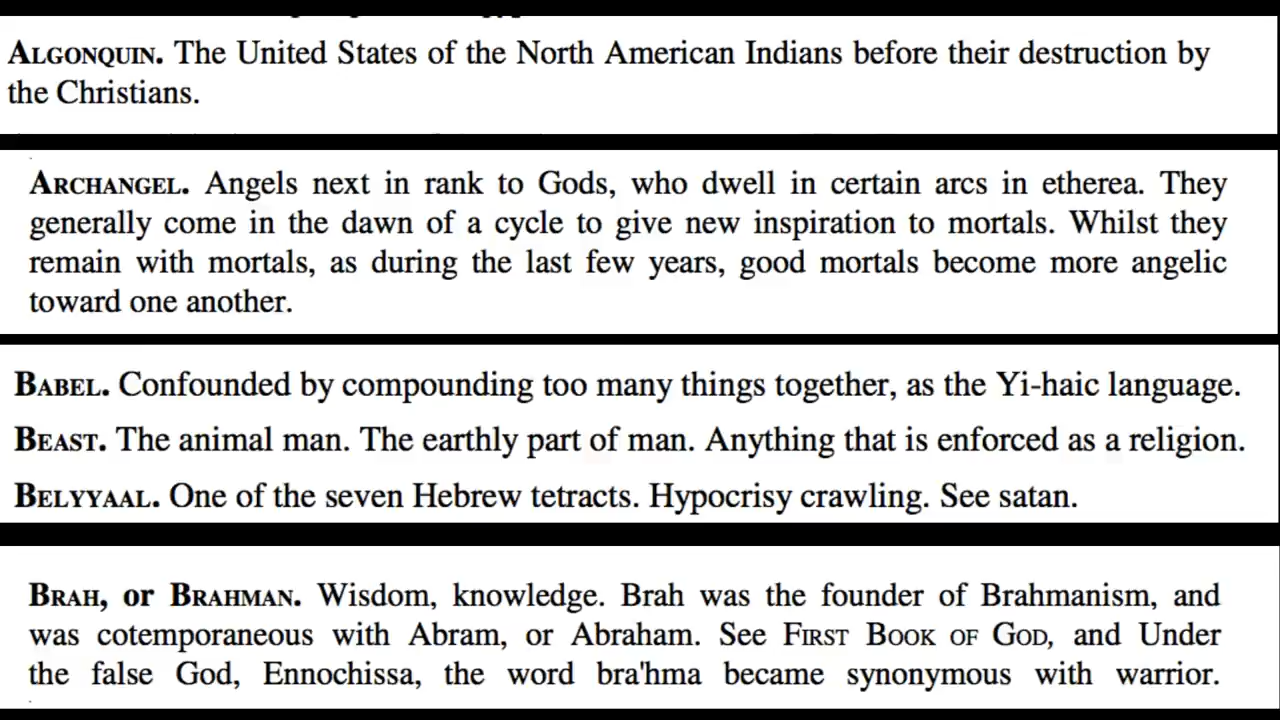 ALGONQUIN. The United States of the North American Indians before their destruction by
the Christians.
ARCHANGEL. Angels next in rank to Gods, who dwell in certain arcs in etherea. They
generally come in the dawn of a cycle to give new inspiration to mortals. Whilst they
remain with mortals, as during the last few years, good mortals become more angelic
toward one another.
BABEL. Confounded by compounding too many things together, as the Yi-haic language.
BEAST. The animal man. The earthly part of man. Anything that is enforced as a religion.
BELYYAAL. One of the seven Hebrew tetracts. Hypocrisy crawling. See satan.
BRAH, or BRAHMAN. Wisdom, knowledge. Brah was the founder of Brahmanism, and
was cotemporaneous with Abram, or Abraham. See FIRST BOOK OF GOD, and Under
the false God, Ennochissa, the word bra'hma became synonymous with warrior.